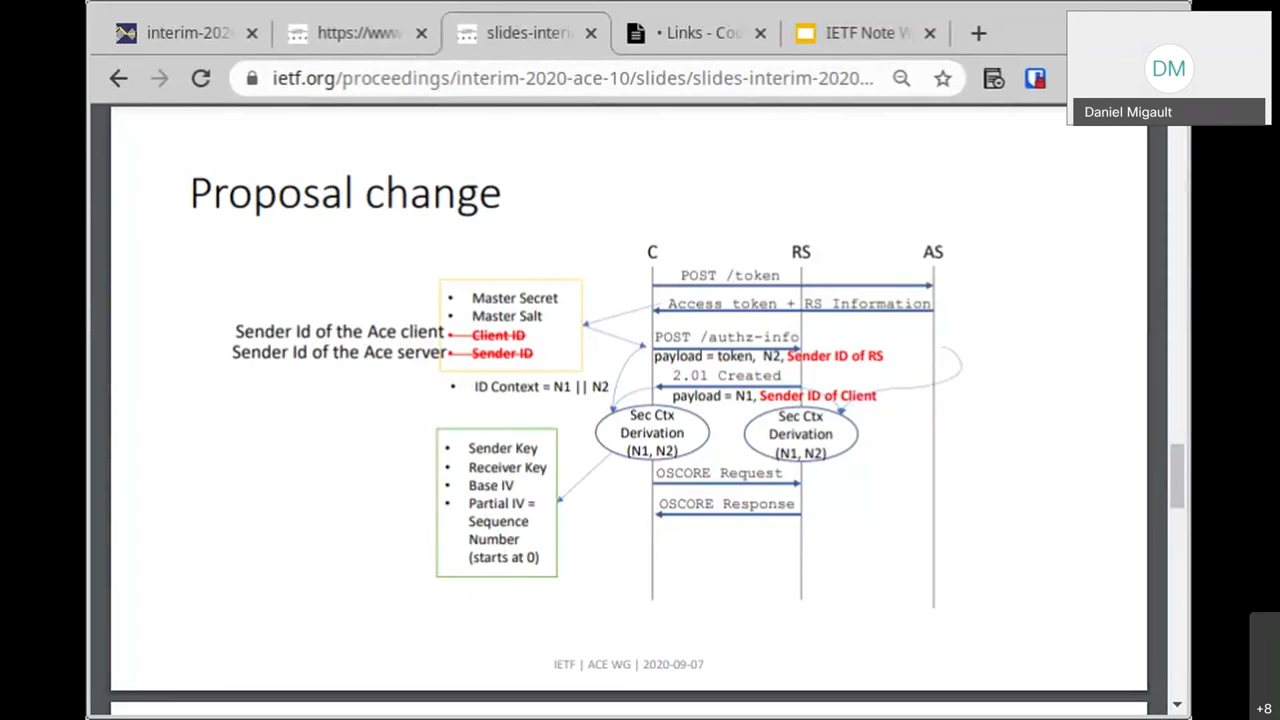 interim-202
https://www
slides-interi
• Links - Co
IETF Note W
DM
Daniel Migault
ietf.org/proceedings/interim-2020-ace-10/slides/slides-interim-2020...
Proposal change
C
RS
AS
POST /token
Access token + RS Information
• Master Secret
• Master Salt
Sender Id of the Ace client
• Client ID
Sender Id of the Ace server
• Sender ID
• ID Context = N1 || N2
POST /authz-info
payload = token, N2, Sender ID of RS
2.01 Created
payload = N1, Sender ID of Client
Sec Ctx
Derivation
(N1, N2)
Sec Ctx
Derivation
(N1, N2)
• Sender Key
• Receiver Key
• Base IV
• Partial IV =
Sequence
Number
(starts at 0)
OSCORE Request
OSCORE Response
IETF | ACE WG | 2020-09-07
+8